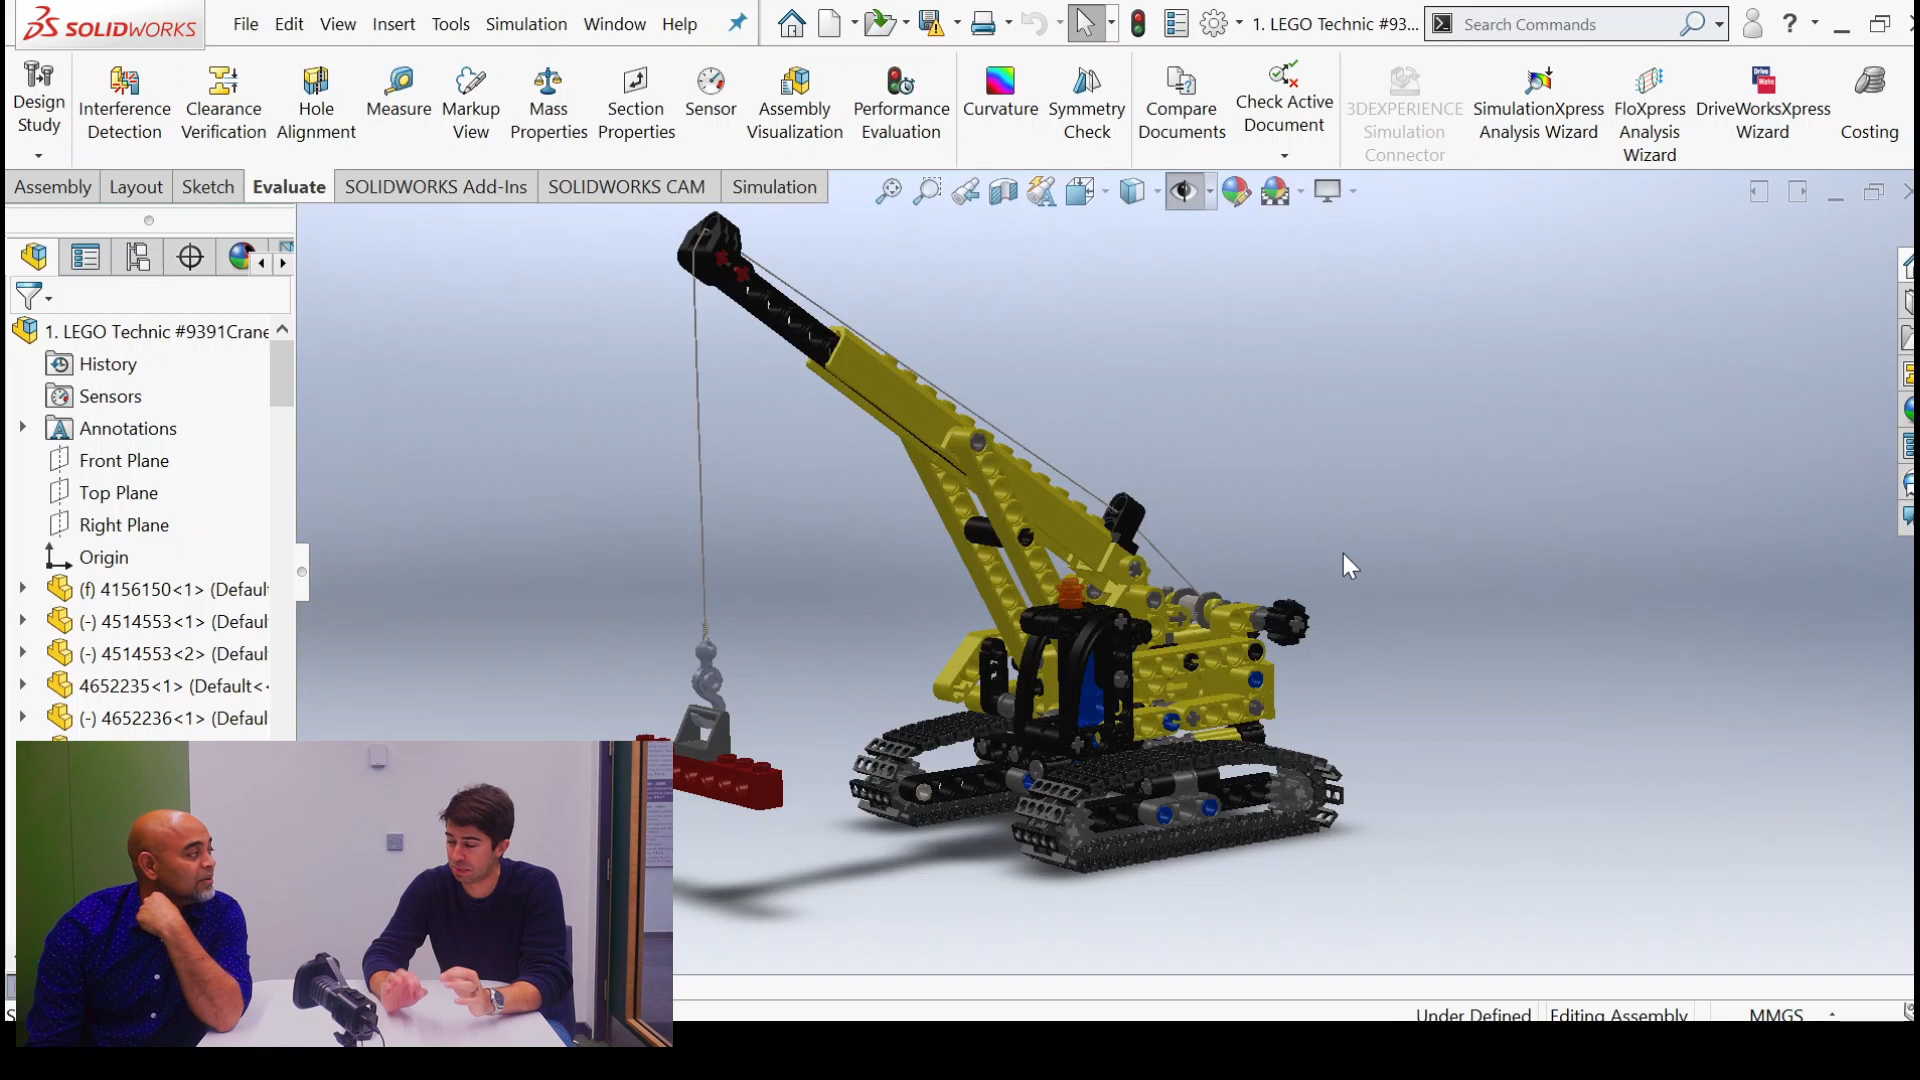 SOLIDWORKS
File Edit View Insert Tools Simulation Window Help
1. LEGO Technic #93...
Search Commands
?
Design Study
Interference Detection
Clearance Verification
Hole Alignment
Measure
Markup View
Mass Properties
Section Properties
Sensor
Assembly Visualization
Performance Evaluation
Curvature
Symmetry Check
Compare Documents
Check Active Document
3DEXPERIENCE Simulation Connector
SimulationXpress Analysis Wizard
FloXpress Analysis Wizard
DriveWorksXpress Wizard
Costing
Assembly Layout Sketch Evaluate SOLIDWORKS Add-Ins SOLIDWORKS CAM Simulation
1. LEGO Technic #9391Crane
History
Sensors
Annotations
Front Plane
Top Plane
Right Plane
Origin
(f) 4156150<1> (Defaul
(-) 4514553<1> (Defaul
(-) 4514553<2> (Defaul
4652235<1> (Default<
(-) 4652236<1> (Defaul
Under Defined Editing Assembly MMGS